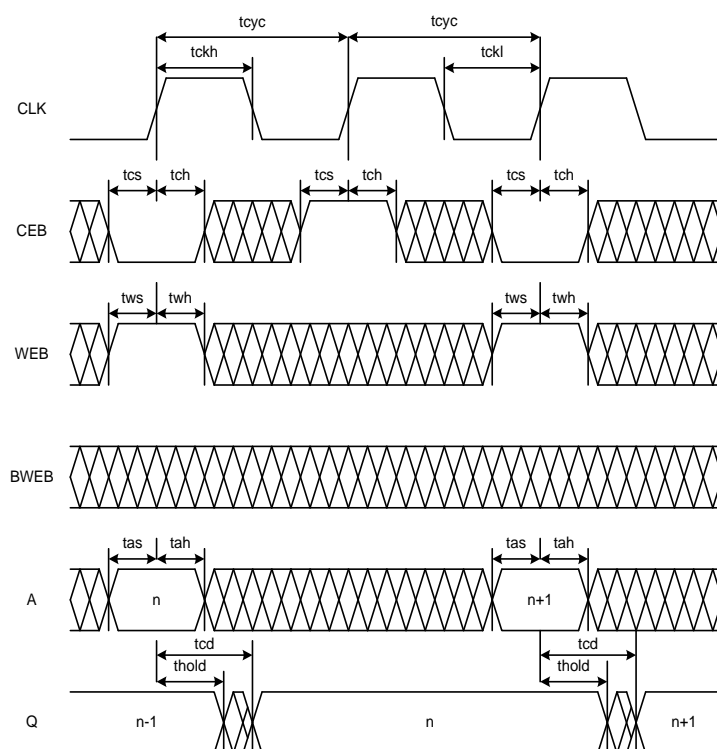 tcyc tcyc
tckh tckl
CLK
tcs tch tcs tch tcs tch
CEB
tws twh tws twh
WEB
BWEB
tas tah tas tah
A n n+1
tcd tcd
thold thold
Q n-1 n n+1